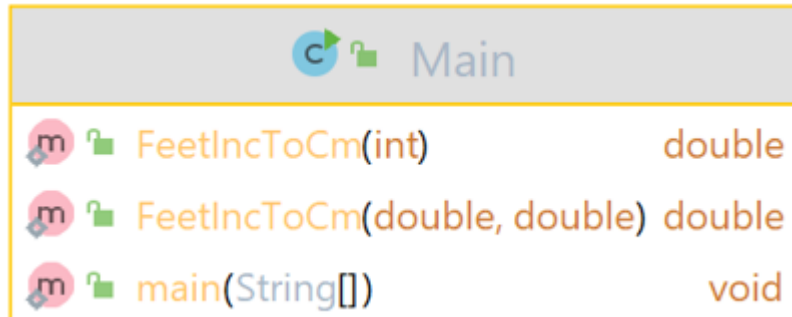 Main
FeetIncToCm(int) double
FeetIncToCm(double, double) double
main(String[]) void